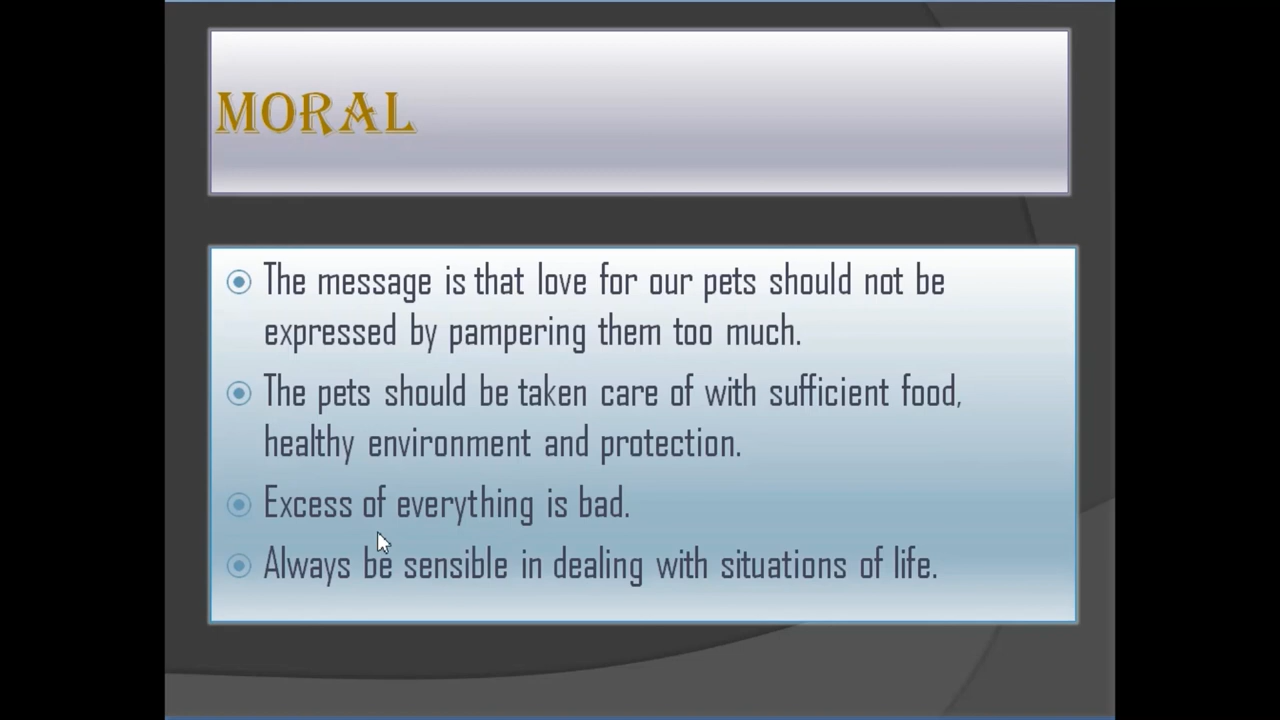 MORAL
The message is that love for our pets should not be
expressed by pampering them too much.
The pets should be taken care of with sufficient food,
healthy environment and protection.
Excess of everything is bad.
Always be sensible in dealing with situations of life.